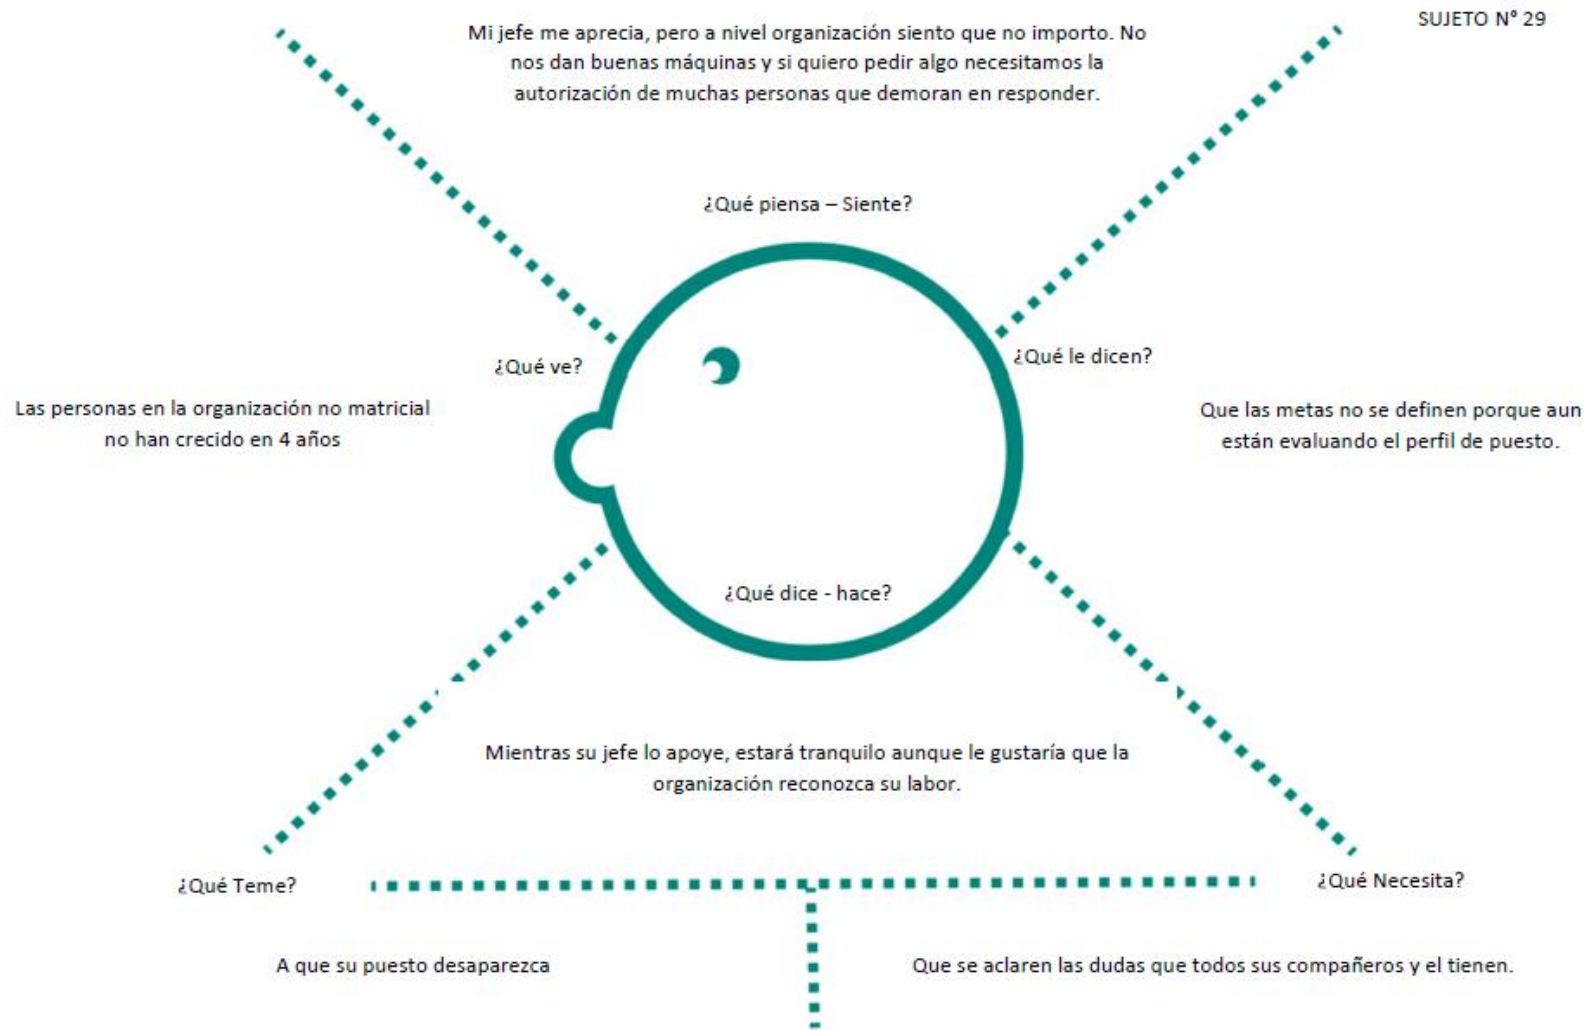 SUJETO N° 29
Mi jefe me aprecia, pero a nivel organización siento que no importo. No
nos dan buenas máquinas y si quiero pedir algo necesitamos la
autorización de muchas personas que demoran en responder.
¿Qué piensa – Siente?
¿Qué ve?
¿Qué le dicen?
Las personas en la organización no matricial
no han crecido en 4 años
Que las metas no se definen porque aun
están evaluando el perfil de puesto.
¿Qué dice - hace?
Mientras su jefe lo apoye, estará tranquilo aunque le gustaría que la
organización reconozca su labor.
¿Qué Teme?
¿Qué Necesita?
A que su puesto desaparezca
Que se aclaren las dudas que todos sus compañeros y el tienen.